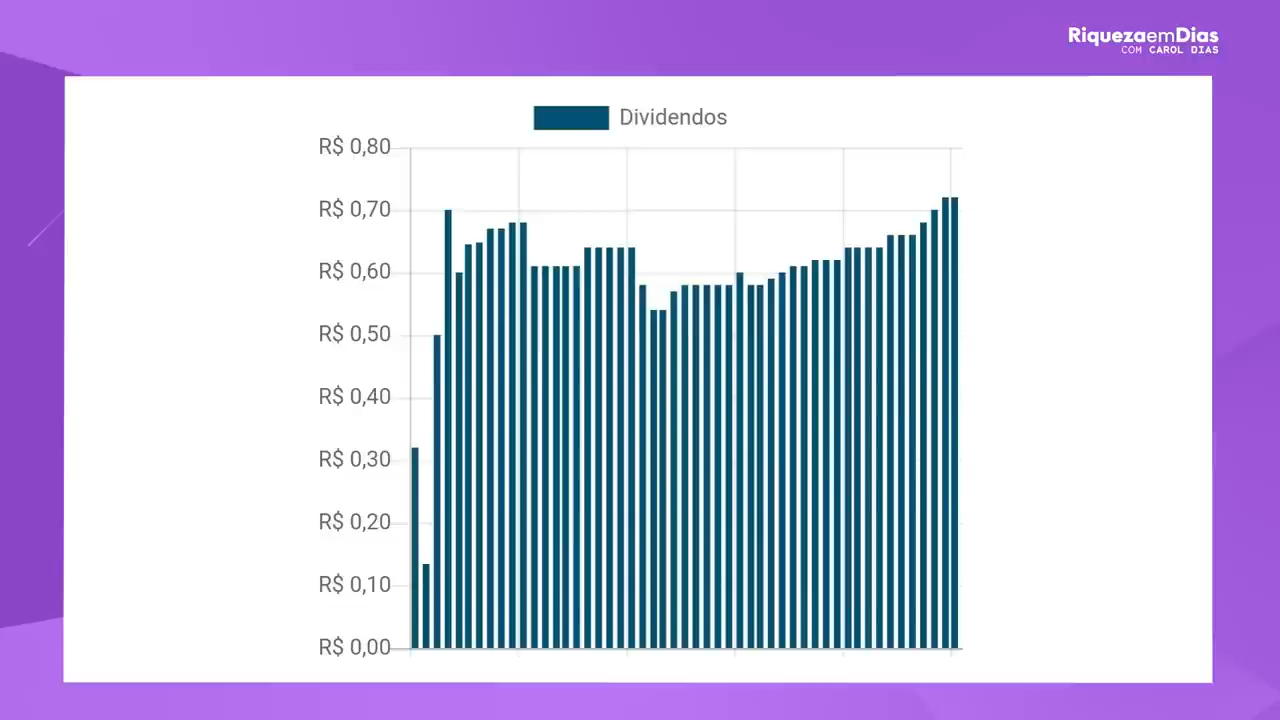 RiquezaemDias
COM CAROL DIAS
Dividendos
R$ 0,80
R$ 0,70
R$ 0,60
R$ 0,50
R$ 0,40
R$ 0,30
R$ 0,20
R$ 0,10
R$ 0,00